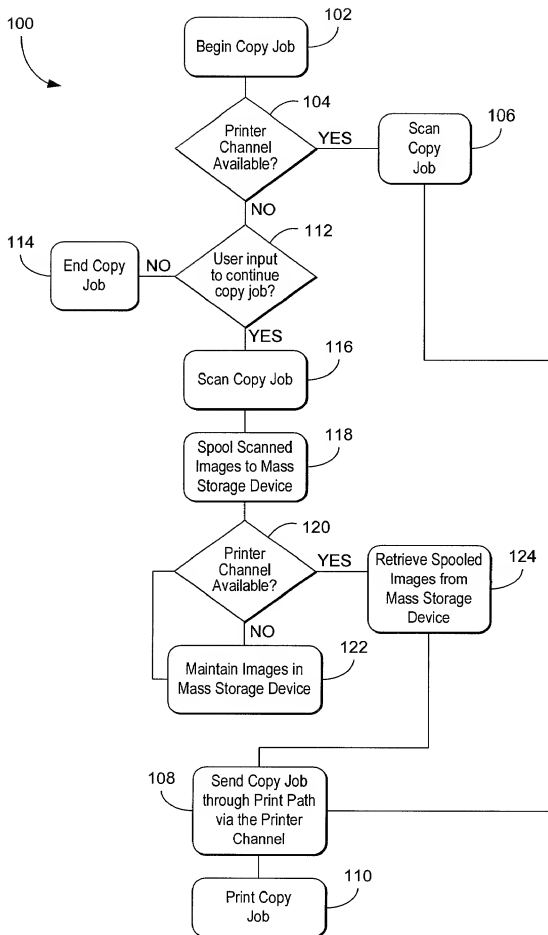 100
102
Begin Copy Job
104
Printer
Channel
Available?
YES
106
Scan
Copy
Job
NO
112
114
User input
to continue
copy job?
NO
End Copy
Job
YES
116
Scan Copy Job
118
Spool Scanned
Images to Mass
Storage Device
120
Printer
Channel
Available?
YES
124
Retrieve Spooled
Images from
Mass Storage
Device
NO
122
Maintain Images in
Mass Storage Device
108
Send Copy Job
through Print Path
via the Printer
Channel
110
Print Copy
Job